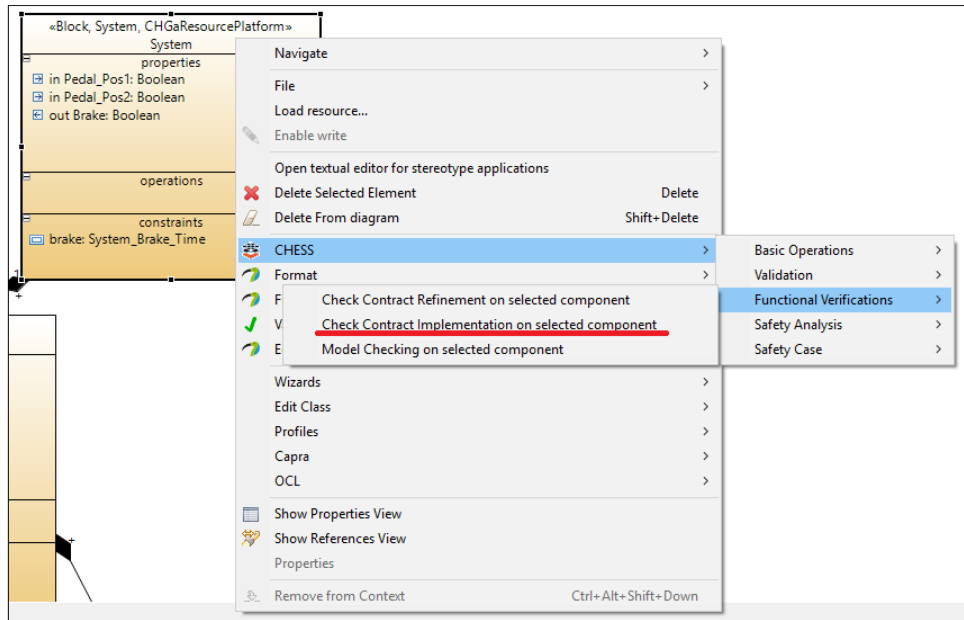 «Block, System, CHGaResourcePlatform»
System
properties
in Pedal_Pos1: Boolean
in Pedal_Pos2: Boolean
out Brake: Boolean
operations
constraints
brake: System_Brake_Time
1
+
+
Navigate
File
Load resource...
Enable write
Open textual editor for stereotype applications
Delete Selected Element Delete
Delete From diagram Shift+Delete
CHESS
Format
F
V
E
Wizards
Edit Class
Profiles
Capra
OCL
Show Properties View
Show References View
Properties
Remove from Context Ctrl+Alt+Shift+Down
Basic Operations
Validation
Functional Verifications
Safety Analysis
Safety Case
Check Contract Refinement on selected component
Check Contract Implementation on selected component
Model Checking on selected component